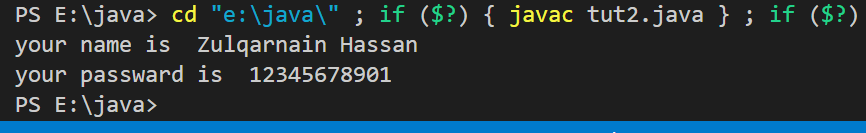 PS E:\java> cd "e:\java\" ; if ($?) { javac tut2.java } ; if ($?)
your name is  Zulqarnain Hassan
your passward is  12345678901
PS E:\java>